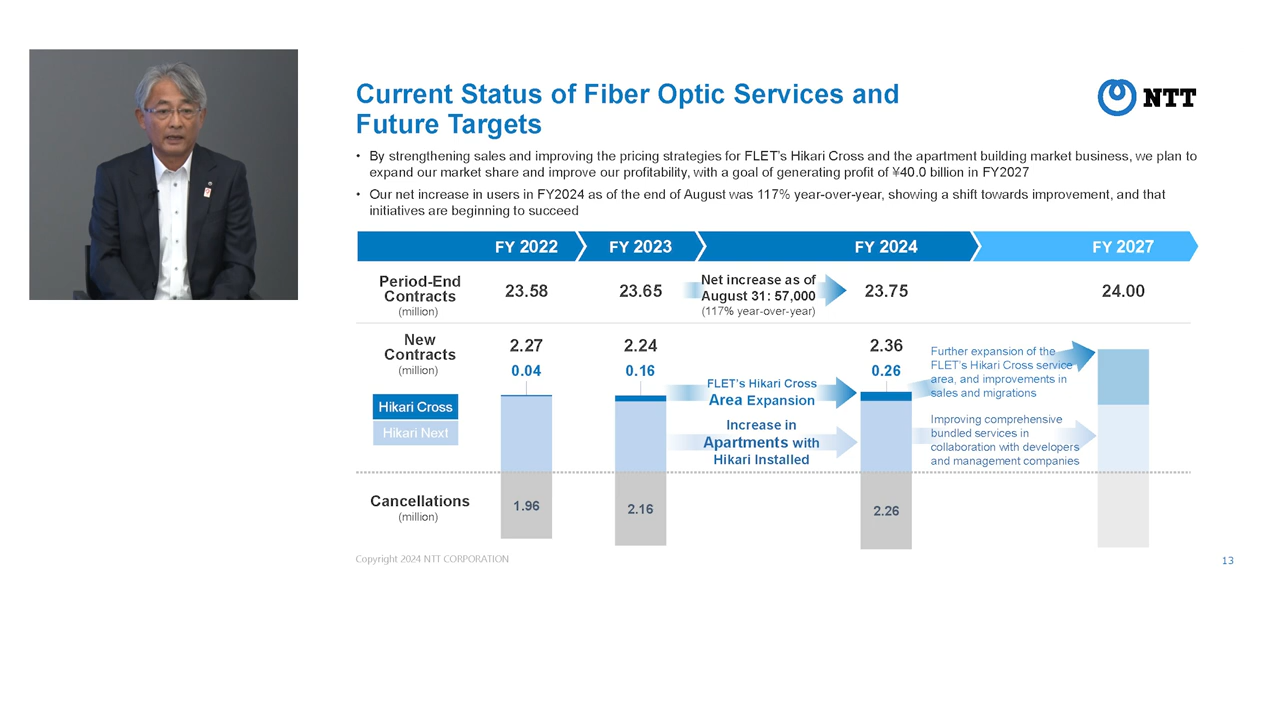 Current Status of Fiber Optic Services and
Future Targets
NTT
• By strengthening sales and improving the pricing strategies for FLET's Hikari Cross and the apartment building market business, we plan to
expand our market share and improve our profitability, with a goal of generating profit of ¥40.0 billion in FY2027
• Our net increase in users in FY2024 as of the end of August was 117% year-over-year, showing a shift towards improvement, and that
initiatives are beginning to succeed
FY 2022
FY 2023
FY 2024
FY 2027
Period-End
Contracts
(million)
23.58
23.65
Net increase as of
August 31: 57,000
(117% year-over-year)
23.75
24.00
New
Contracts
(million)
2.27
2.24
2.36
0.04
0.16
0.26
FLET's Hikari Cross
Area Expansion
Further expansion of the
FLET's Hikari Cross service
area, and improvements in
sales and migrations
Hikari Cross
Hikari Next
Increase in
Apartments with
Hikari Installed
Improving comprehensive
bundled services in
collaboration with developers
and management companies
Cancellations
(million)
1.96
2.16
2.26
Copyright 2024 NTT CORPORATION
13